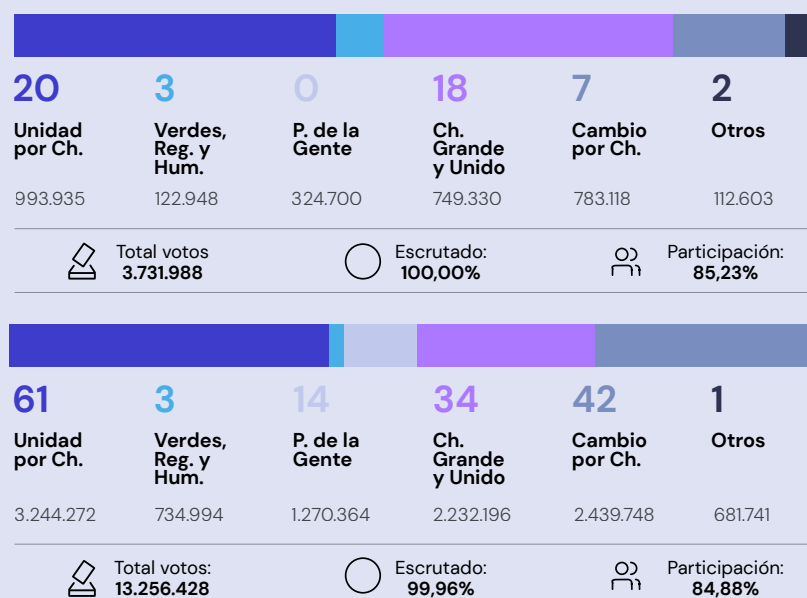 20 3 0 18 7 2
Unidad por Ch.
Verdes, Reg. y Hum.
P. de la Gente
Ch. Grande y Unido
Cambio por Ch.
Otros
993.935 122.948 324.700 749.330 783.118 112.603
Total votos
3.731.988
Escrutado:
100,00%
Participación:
85,23%
61 3 14 34 42 1
Unidad por Ch.
Verdes, Reg. y Hum.
P. de la Gente
Ch. Grande y Unido
Cambio por Ch.
Otros
3.244.272 734.994 1.270.364 2.232.196 2.439.748 681.741
Total votos:
13.256.428
Escrutado:
99,96%
Participación:
84,88%